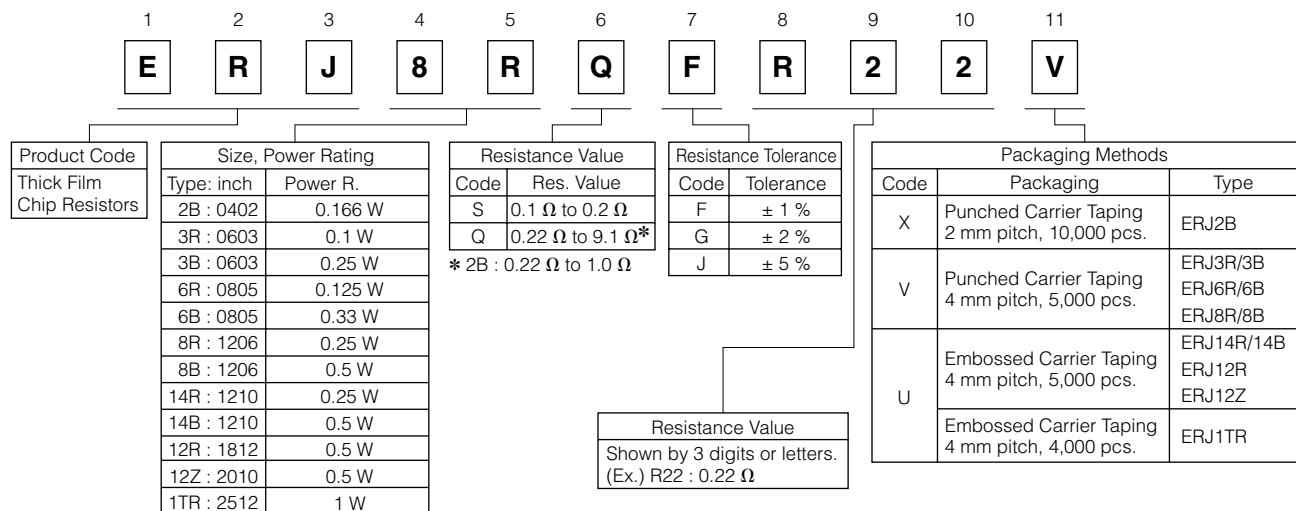 1 2 3 4 5 6 7 8 9 10 11
E R J 8 R Q F R 2 2 V
Product Code
Thick Film
Chip Resistors
Size, Power Rating
Type: inch Power R.
2B : 0402 0.166 W
3R : 0603 0.1 W
3B : 0603 0.25 W
6R : 0805 0.125 W
6B : 0805 0.33 W
8R : 1206 0.25 W
8B : 1206 0.5 W
14R : 1210 0.25 W
14B : 1210 0.5 W
12R : 1812 0.5 W
12Z : 2010 0.5 W
1TR : 2512 1 W
Resistance Value
Code Res. Value
S 0.1 Ω to 0.2 Ω
Q 0.22 Ω to 9.1 Ω*
* 2B : 0.22 Ω to 1.0 Ω
Resistance Tolerance
Code Tolerance
F ± 1 %
G ± 2 %
J ± 5 %
Resistance Value
Shown by 3 digits or letters.
(Ex.) R22 : 0.22 Ω
Packaging Methods
Code Packaging Type
X Punched Carrier Taping
2 mm pitch, 10,000 pcs.
ERJ2B
V Punched Carrier Taping
4 mm pitch, 5,000 pcs.
ERJ3R/3B
ERJ6R/6B
ERJ8R/8B
U Embossed Carrier Taping
4 mm pitch, 5,000 pcs.
ERJ14R/14B
ERJ12R
ERJ12Z
Embossed Carrier Taping
4 mm pitch, 4,000 pcs.
ERJ1TR